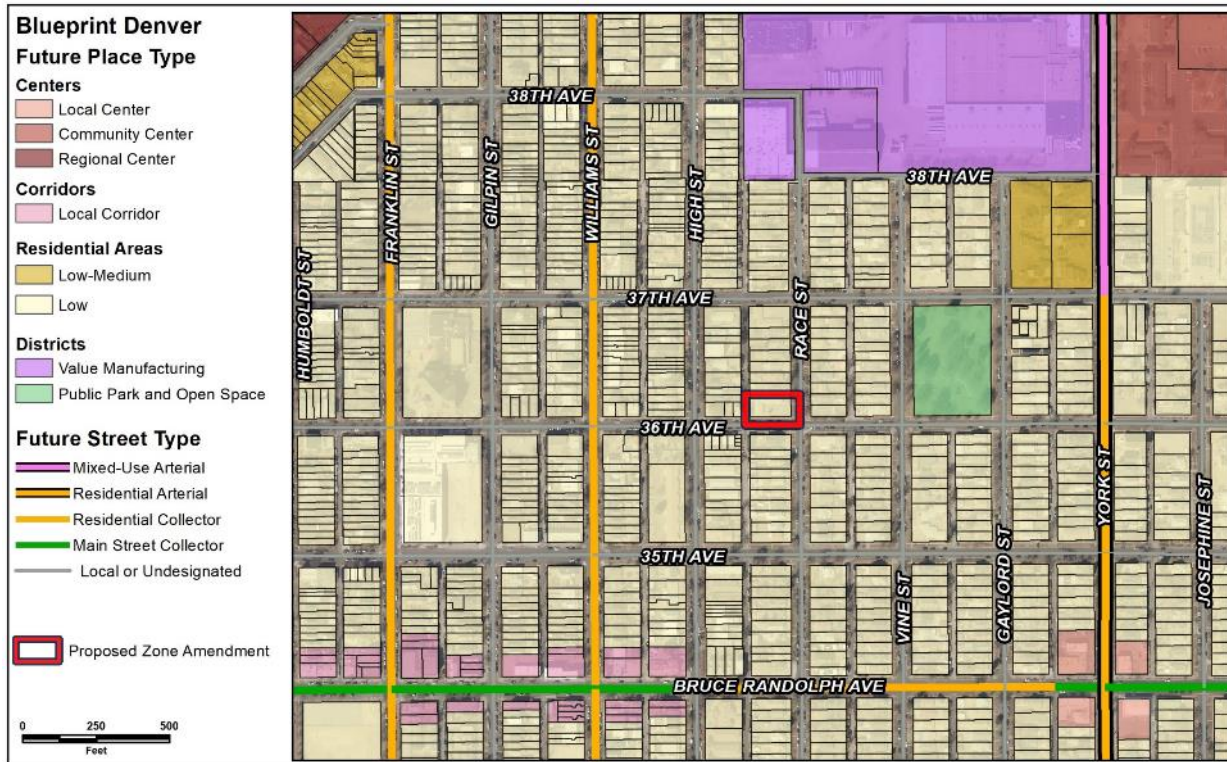 Blueprint Denver
Future Place Type
Centers
Local Center
Community Center
Regional Center
Corridors
Local Corridor
Residential Areas
Low-Medium
Low
Districts
Value Manufacturing
Public Park and Open Space
Future Street Type
Mixed-Use Arterial
Residential Arterial
Residential Collector
Main Street Collector
Local or Undesignated
Proposed Zone Amendment
0 250 500
Feet
38TH AVE
FRANKLIN ST
GILPIN ST
WILLIAMS ST
HIGH ST
38TH AVE
HUMBOLDT ST
37TH AVE
RACE ST
36TH AVE
YORK ST
35TH AVE
VINE ST
GAYLORD ST
JOSEPHINE ST
BRUCE RANDOLPH AVE